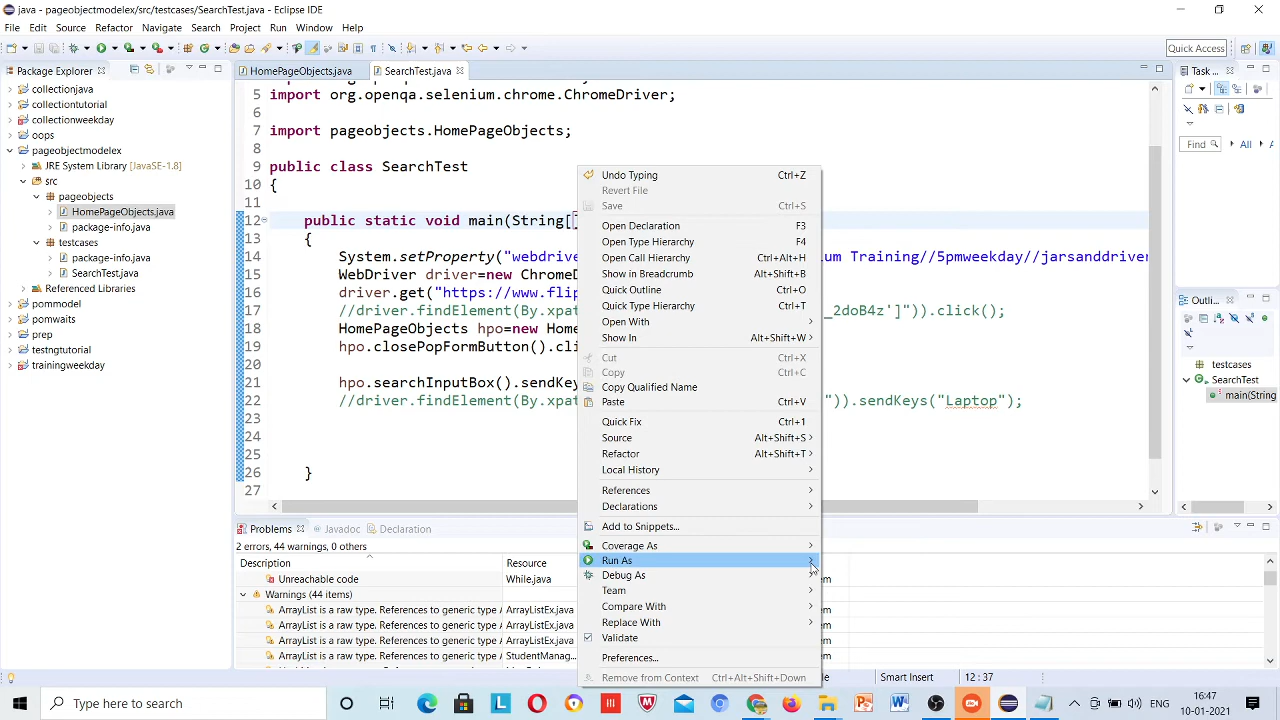 java - pageobjectmodelex/src/testcases/SearchTest.java - Eclipse IDE
File Edit Source Refactor Navigate Search Project Run Window Help
Quick Access
Package Explorer
HomePageObjects.java
SearchTest.java
Task
collectionjava
collectiontutorial
collectionweekday
oops
pageobjectmodelex
JRE System Library [JavaSE-1.8]
src
pageobjects
HomePageObjects.java
package-info.java
testcases
package-info.java
SearchTest.java
Referenced Libraries
pommodel
pomwaits
prep
testngtutorial
trainingweekday
5 import org.openqa.selenium.chrome.ChromeDriver;
6
7 import pageobjects.HomePageObjects;
8
9 public class SearchTest
10 {
11
12 public static void main(String[
13 {
14 System.setProperty("webdrive um Training//5pmweekday//jarsanddriver
15 WebDriver driver=new ChromeD
16 driver.get("https://www.flip
17 //driver.findElement(By.xpat _2doB4z']")).click();
18 HomePageObjects hpo=new Home
19 hpo.closePopFormButton().cli
20
21 hpo.searchInputBox().sendKe
22 //driver.findElement(By.xpat ")).sendKeys("Laptop");
23
24
25
26 }
27
Undo Typing Ctrl+Z
Revert File
Save Ctrl+S
Open Declaration F3
Open Type Hierarchy F4
Open Call Hierarchy Ctrl+Alt+H
Show in Breadcrumb Alt+Shift+B
Quick Outline Ctrl+O
Quick Type Hierarchy Ctrl+T
Open With
Show In Alt+Shift+W
Cut Ctrl+X
Copy Ctrl+C
Copy Qualified Name
Paste Ctrl+V
Quick Fix Ctrl+1
Source Alt+Shift+S
Refactor Alt+Shift+T
Local History
References
Declarations
Add to Snippets...
Coverage As
Run As
Debug As
Team
Compare With
Replace With
Validate
Preferences...
Remove from Context Ctrl+Alt+Shift+Down
Find
All
Outli
testcases
SearchTest
main(String
Problems
Javadoc
Declaration
2 errors, 44 warnings, 0 others
Description Resource
Unreachable code While.java em
Warnings (44 items)
ArrayList is a raw type. References to generic type A ArrayListEx.java em
ArrayList is a raw type. References to generic type A ArrayListEx.java em
ArrayList is a raw type. References to generic type A ArrayListEx.java em
ArrayList is a raw type. References to generic type A StudentManag... em
Smart Insert
12 : 37
Type here to search
16:47
10-01-2021